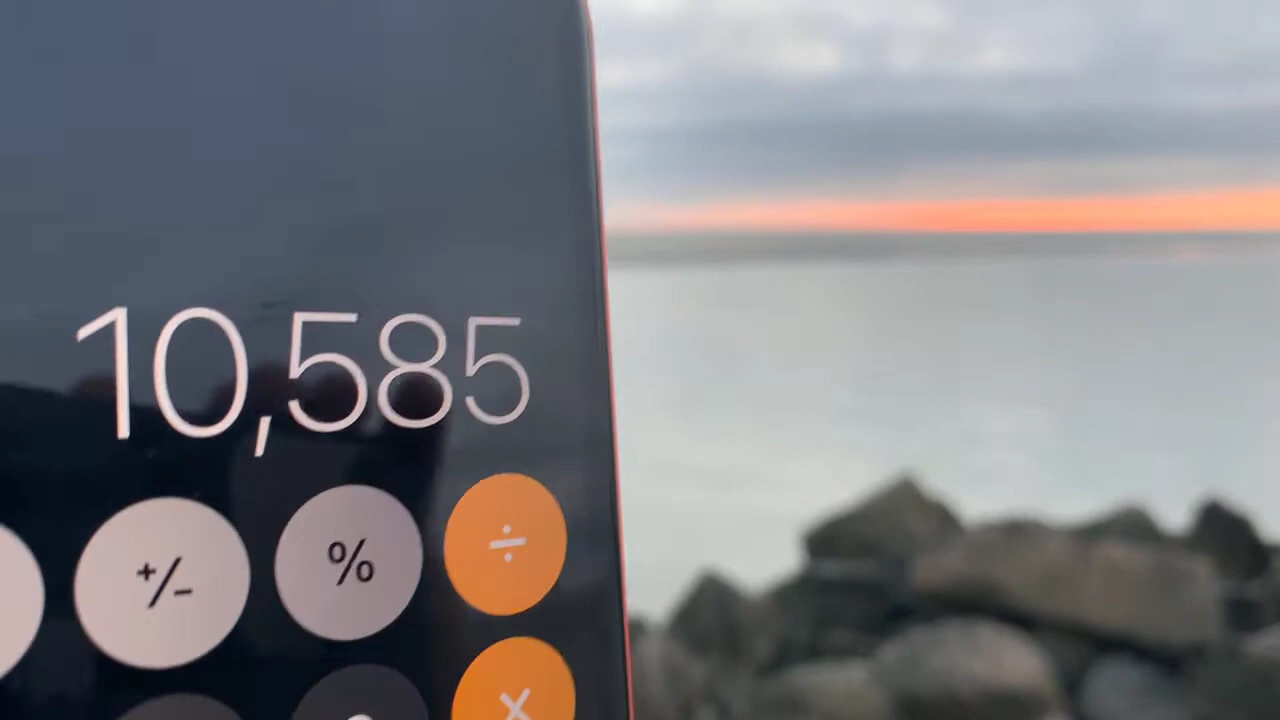 10,585
+/- % ÷
×